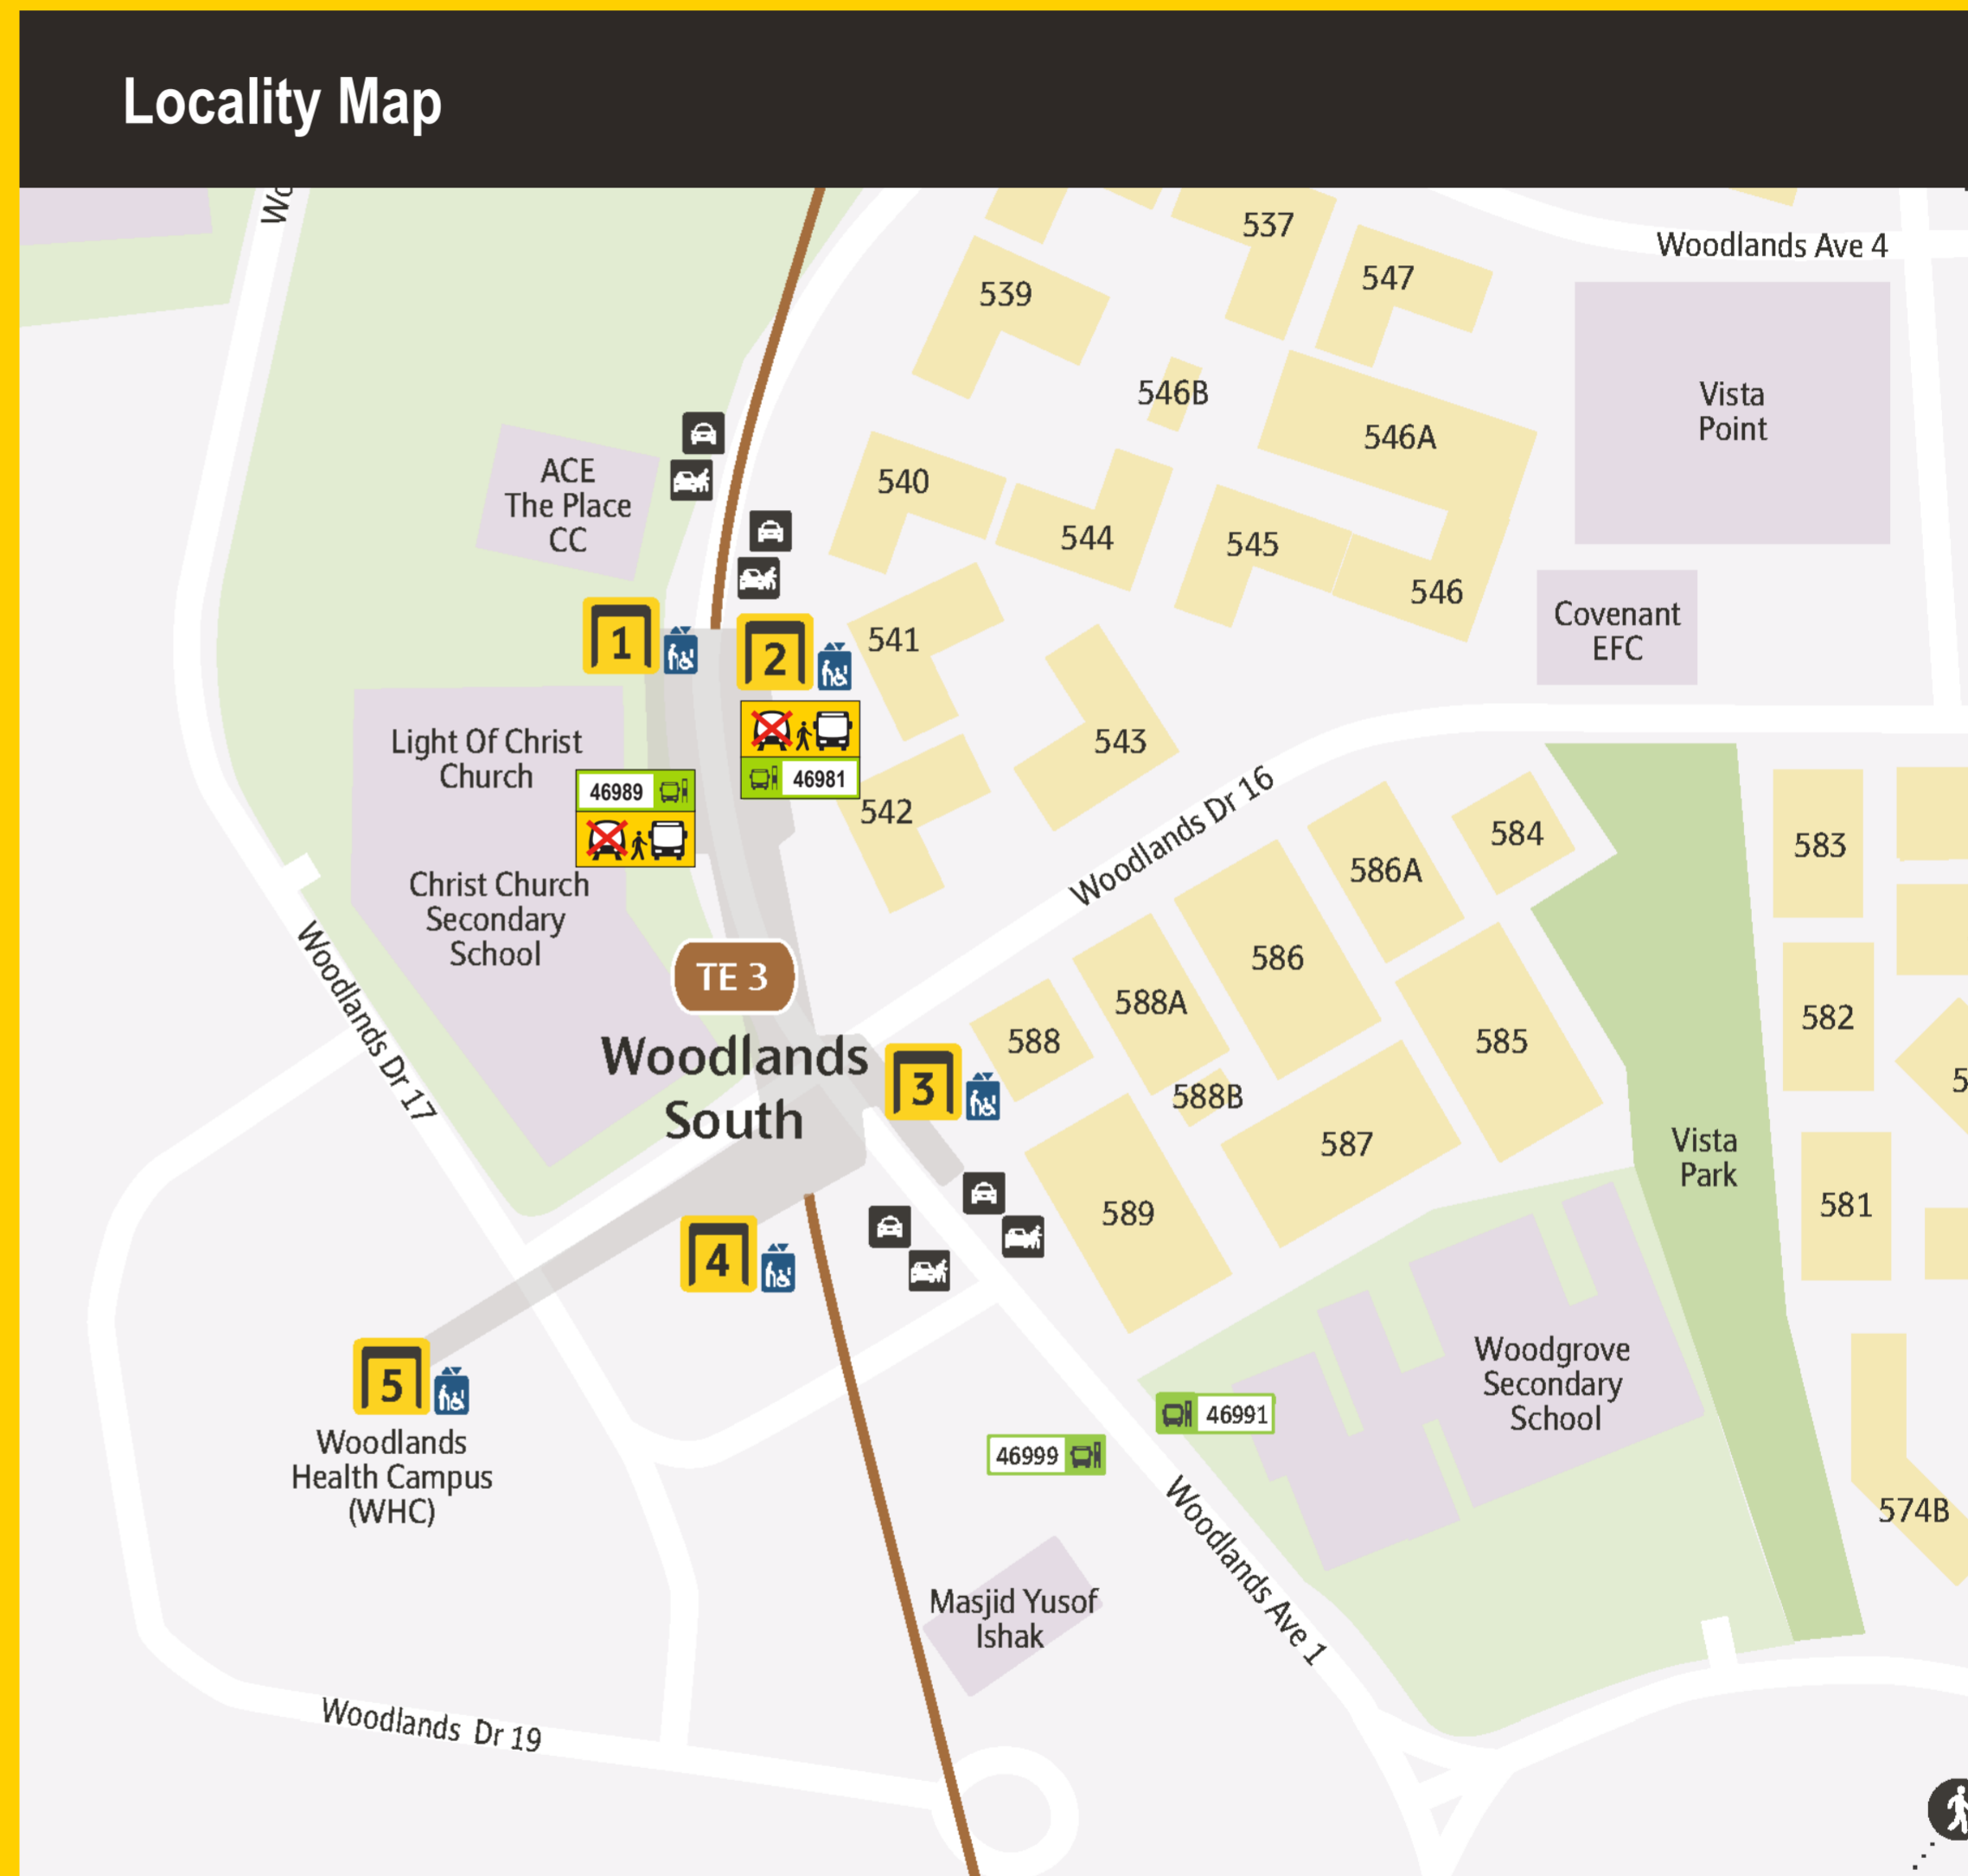 Locality Map
Woodlands Ave 4
537
547
539
546B
546A
Vista
Point
ACE
The Place
CC
540
544
545
546
Covenant
EFC
1
2
541
543
Light Of Christ
Church
46989
46981
542
Woodlands Dr 16
584
583
586A
Christ Church
Secondary
School
586
TE 3
588A
588
585
582
Woodlands
South
Woodlands Dr 17
3
588B
587
Vista
Park
589
581
4
5
Woodlands
Health Campus
(WHC)
Woodgrove
Secondary
School
46991
46999
574B
Woodlands Ave 1
Masjid Yusof
Ishak
Woodlands Dr 19